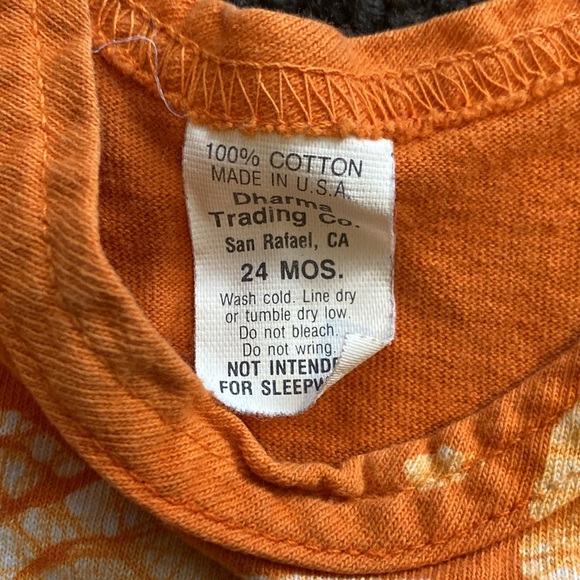 100% COTTON
MADE IN U.S.A.
Dharma
Trading Co.
San Rafael, CA
24 MOS.
Wash cold. Line dry
or tumble dry low.
Do not bleach.
Do not wring.
NOT INTENDE
FOR SLEEPW